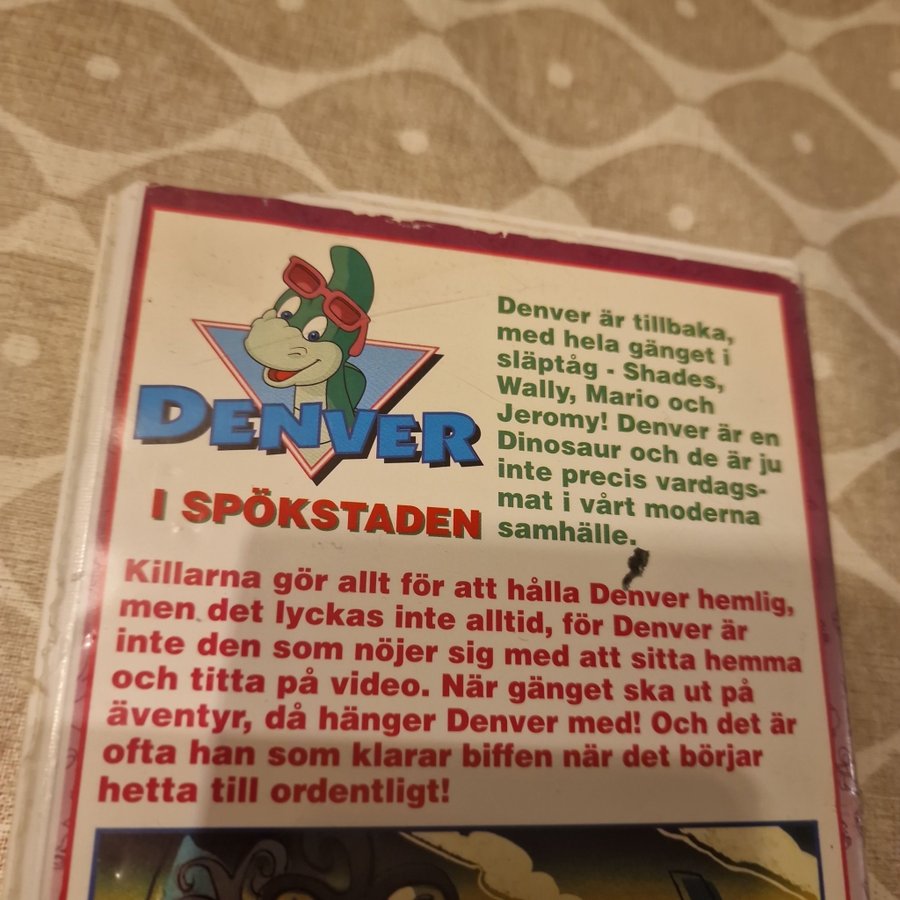 DENVER
I SPÖKSTADEN
Denver är tillbaka,
med hela gänget i
släptåg - Shades,
Wally, Mario och
Jeromy! Denver är en
Dinosaur och de är ju
inte precis vardags-
mat i vårt moderna
samhälle.
Killarna gör allt för att hålla Denver hemlig,
men det lyckas inte alltid, för Denver är
inte den som nöjer sig med att sitta hemma
och titta på video. När gänget ska ut på
äventyr, då hänger Denver med! Och det är
ofta han som klarar biffen när det börjar
hetta till ordentligt!